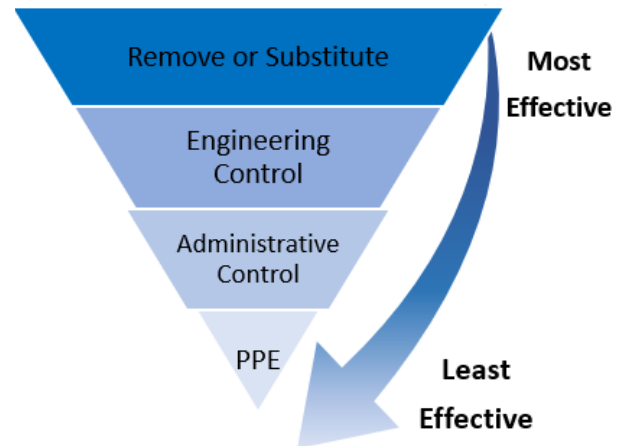 Remove or Substitute
Most
Effective
Engineering
Control
Administrative
Control
PPE
Least
Effective